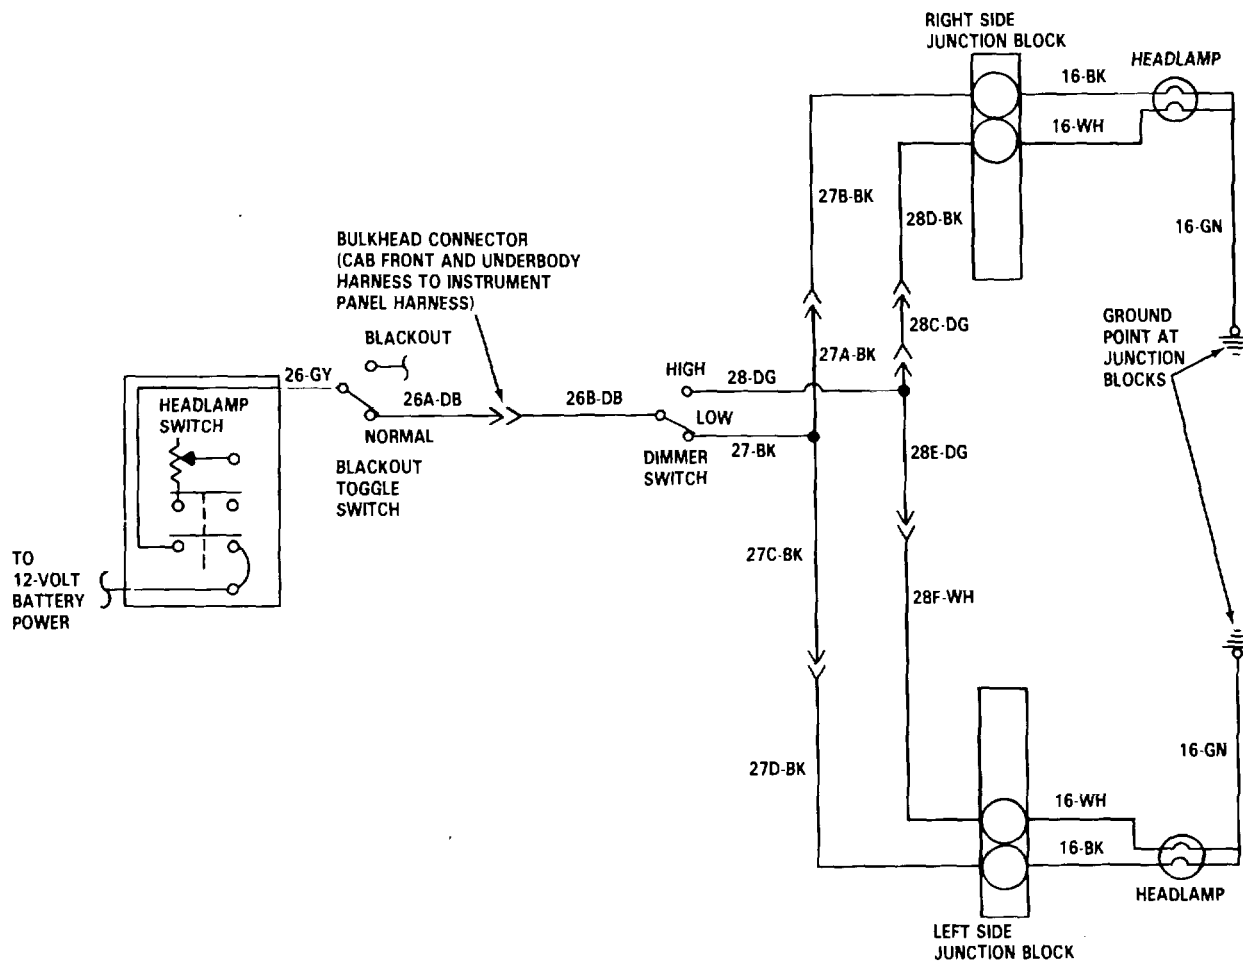 RIGHT SIDE
JUNCTION BLOCK
HEADLAMP
16-BK
16-WH
27B-BK
28D-BK
16-GN
BULKHEAD CONNECTOR
(CAB FRONT AND UNDERBODY
HARNESS TO INSTRUMENT
PANEL HARNESS)
BLACKOUT
GROUND
POINT AT
JUNCTION
BLOCKS
28C-DG
27A-BK
26-GY
HIGH
28-DG
HEADLAMP
SWITCH
26A-DB
26B-DB
LOW
NORMAL
27-BK
BLACKOUT
TOGGLE
SWITCH
DIMMER
SWITCH
28E-DG
TO
12-VOLT
BATTERY
POWER
27C-BK
28F-WH
27D-BK
16-GN
16-WH
16-BK
HEADLAMP
LEFT SIDE
JUNCTION BLOCK